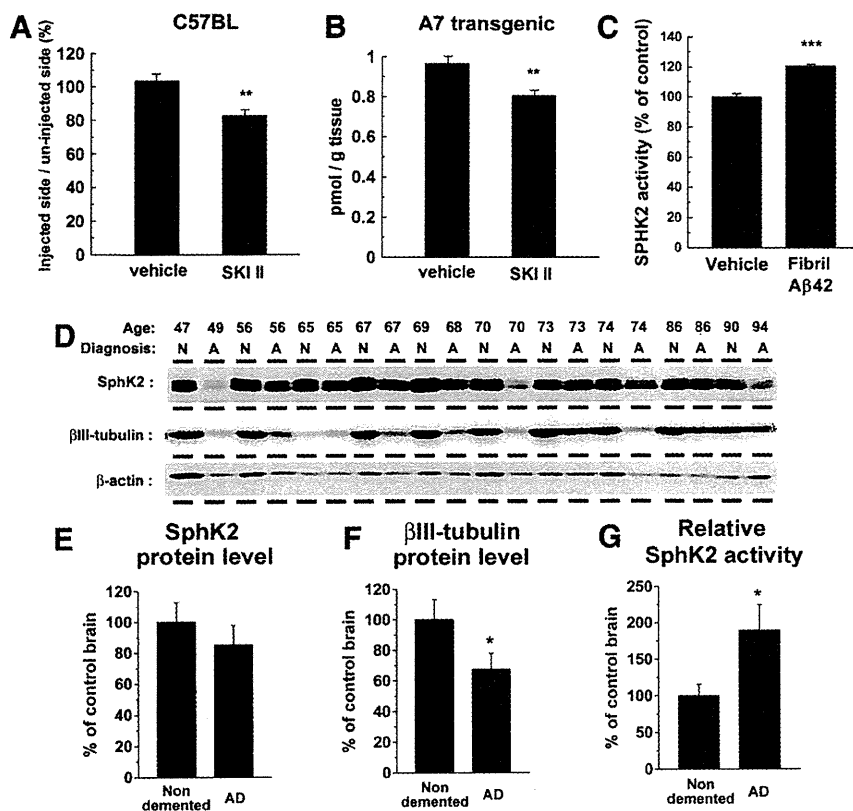 A
C57BL
Injected side / un-injected side (%)
120
100
80
60
40
20
0
**
vehicle
SKI II
B
A7 transgenic
pmol / g tissue
1
0.8
0.6
0.4
0.2
0
**
vehicle
SKI II
C
SPHK2 activity (% of control)
140
120
100
80
60
40
20
0
***
Vehicle
Fibril
Aβ42
D
Age: 47 49 56 56 65 65 67 67 69 68 70 70 73 73 74 74 86 86 90 94
Diagnosis: N A N A N A N A N A N A N A N A N A N A
SphK2 :
βIII-tubulin :
β-actin :
E
SphK2
protein level
% of control brain
120
100
80
60
40
20
0
Non
demented
AD
F
βIII-tubulin
protein level
% of control brain
120
100
80
60
40
20
0
*
Non
demented
AD
G
Relative
SphK2 activity
% of control brain
250
200
150
100
50
0
*
Non
demented
AD